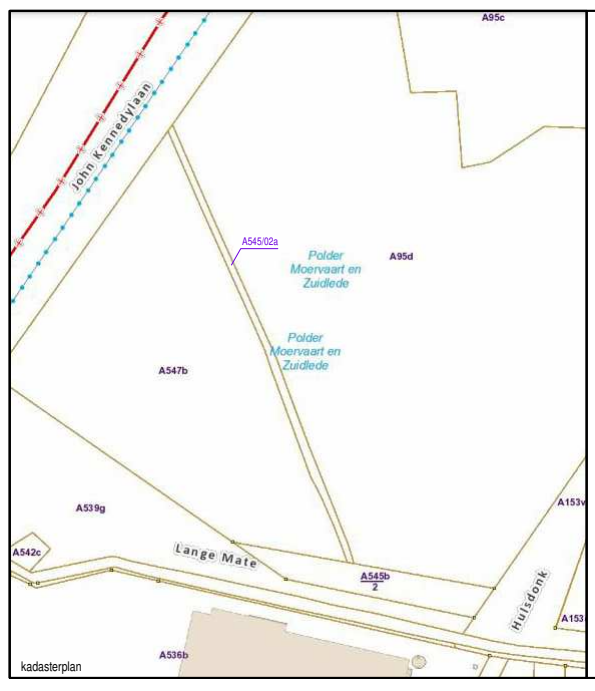 A95c
John Kennedylaan
A545/02a
Polder
Moervaart en
Zuidlede
A95d
Polder
Moervaart en
Zuidlede
A547b
A539g
A153v
A542c
Lange Mate
A545b
2
Hulsdonk
A153
A536b
kadasterplan